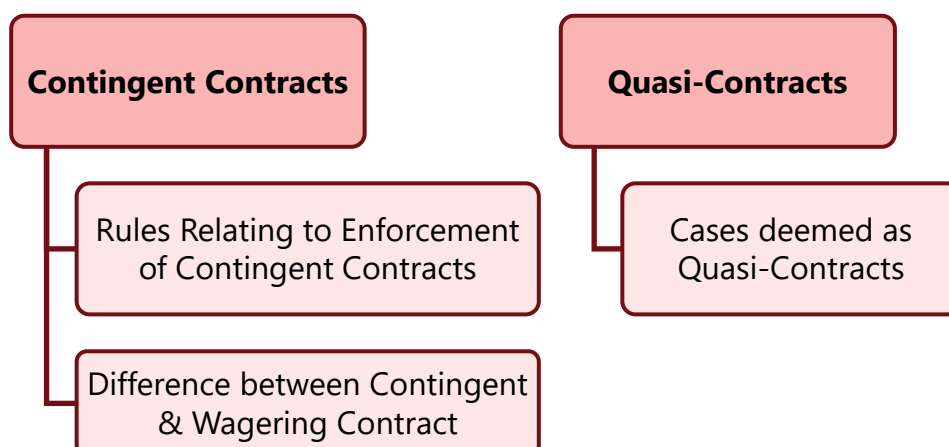 Contingent Contracts
Rules Relating to Enforcement
of Contingent Contracts
Difference between Contingent
& Wagering Contract
Quasi-Contracts
Cases deemed as
Quasi-Contracts